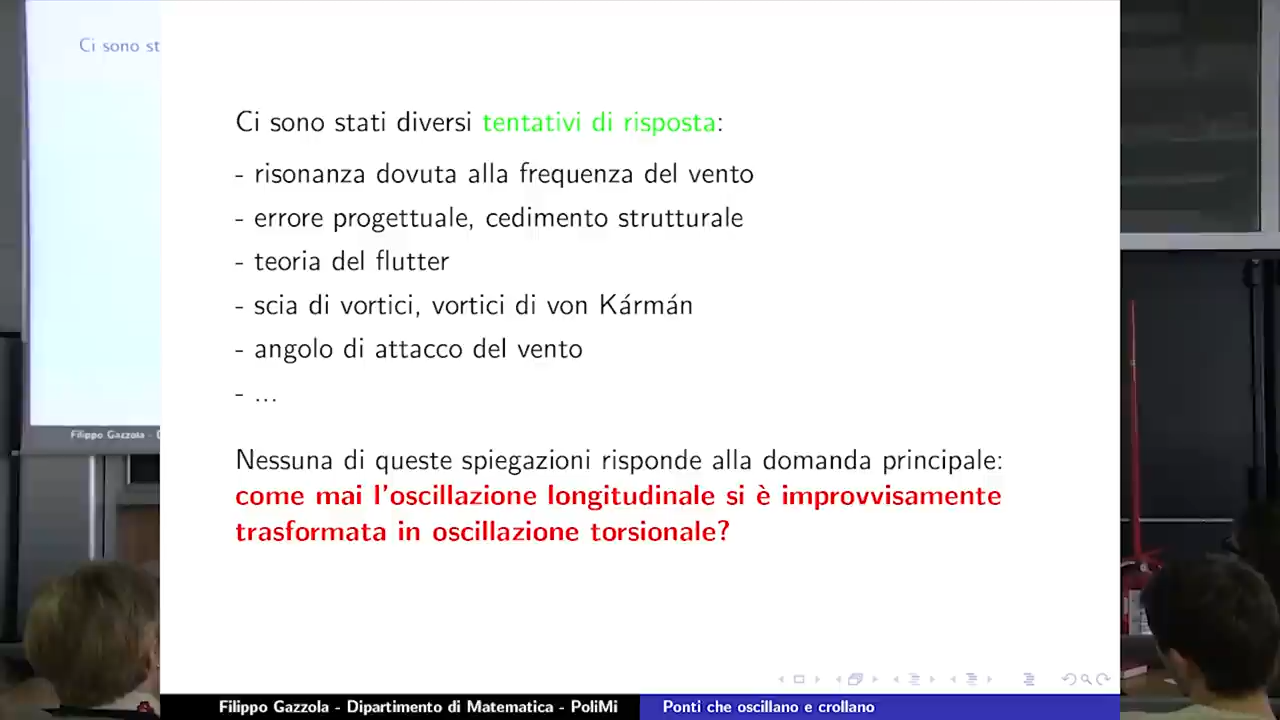 Ci sono st
Ci sono stati diversi tentativi di risposta:
- risonanza dovuta alla frequenza del vento
- errore progettuale, cedimento strutturale
- teoria del flutter
- scia di vortici, vortici di von Kármán
- angolo di attacco del vento
- ...
Nessuna di queste spiegazioni risponde alla domanda principale:
come mai l'oscillazione longitudinale si è improvvisamente
trasformata in oscillazione torsionale?
Filippo Gazzola -
Filippo Gazzola - Dipartimento di Matematica - PoliMi
Ponti che oscillano e crollano